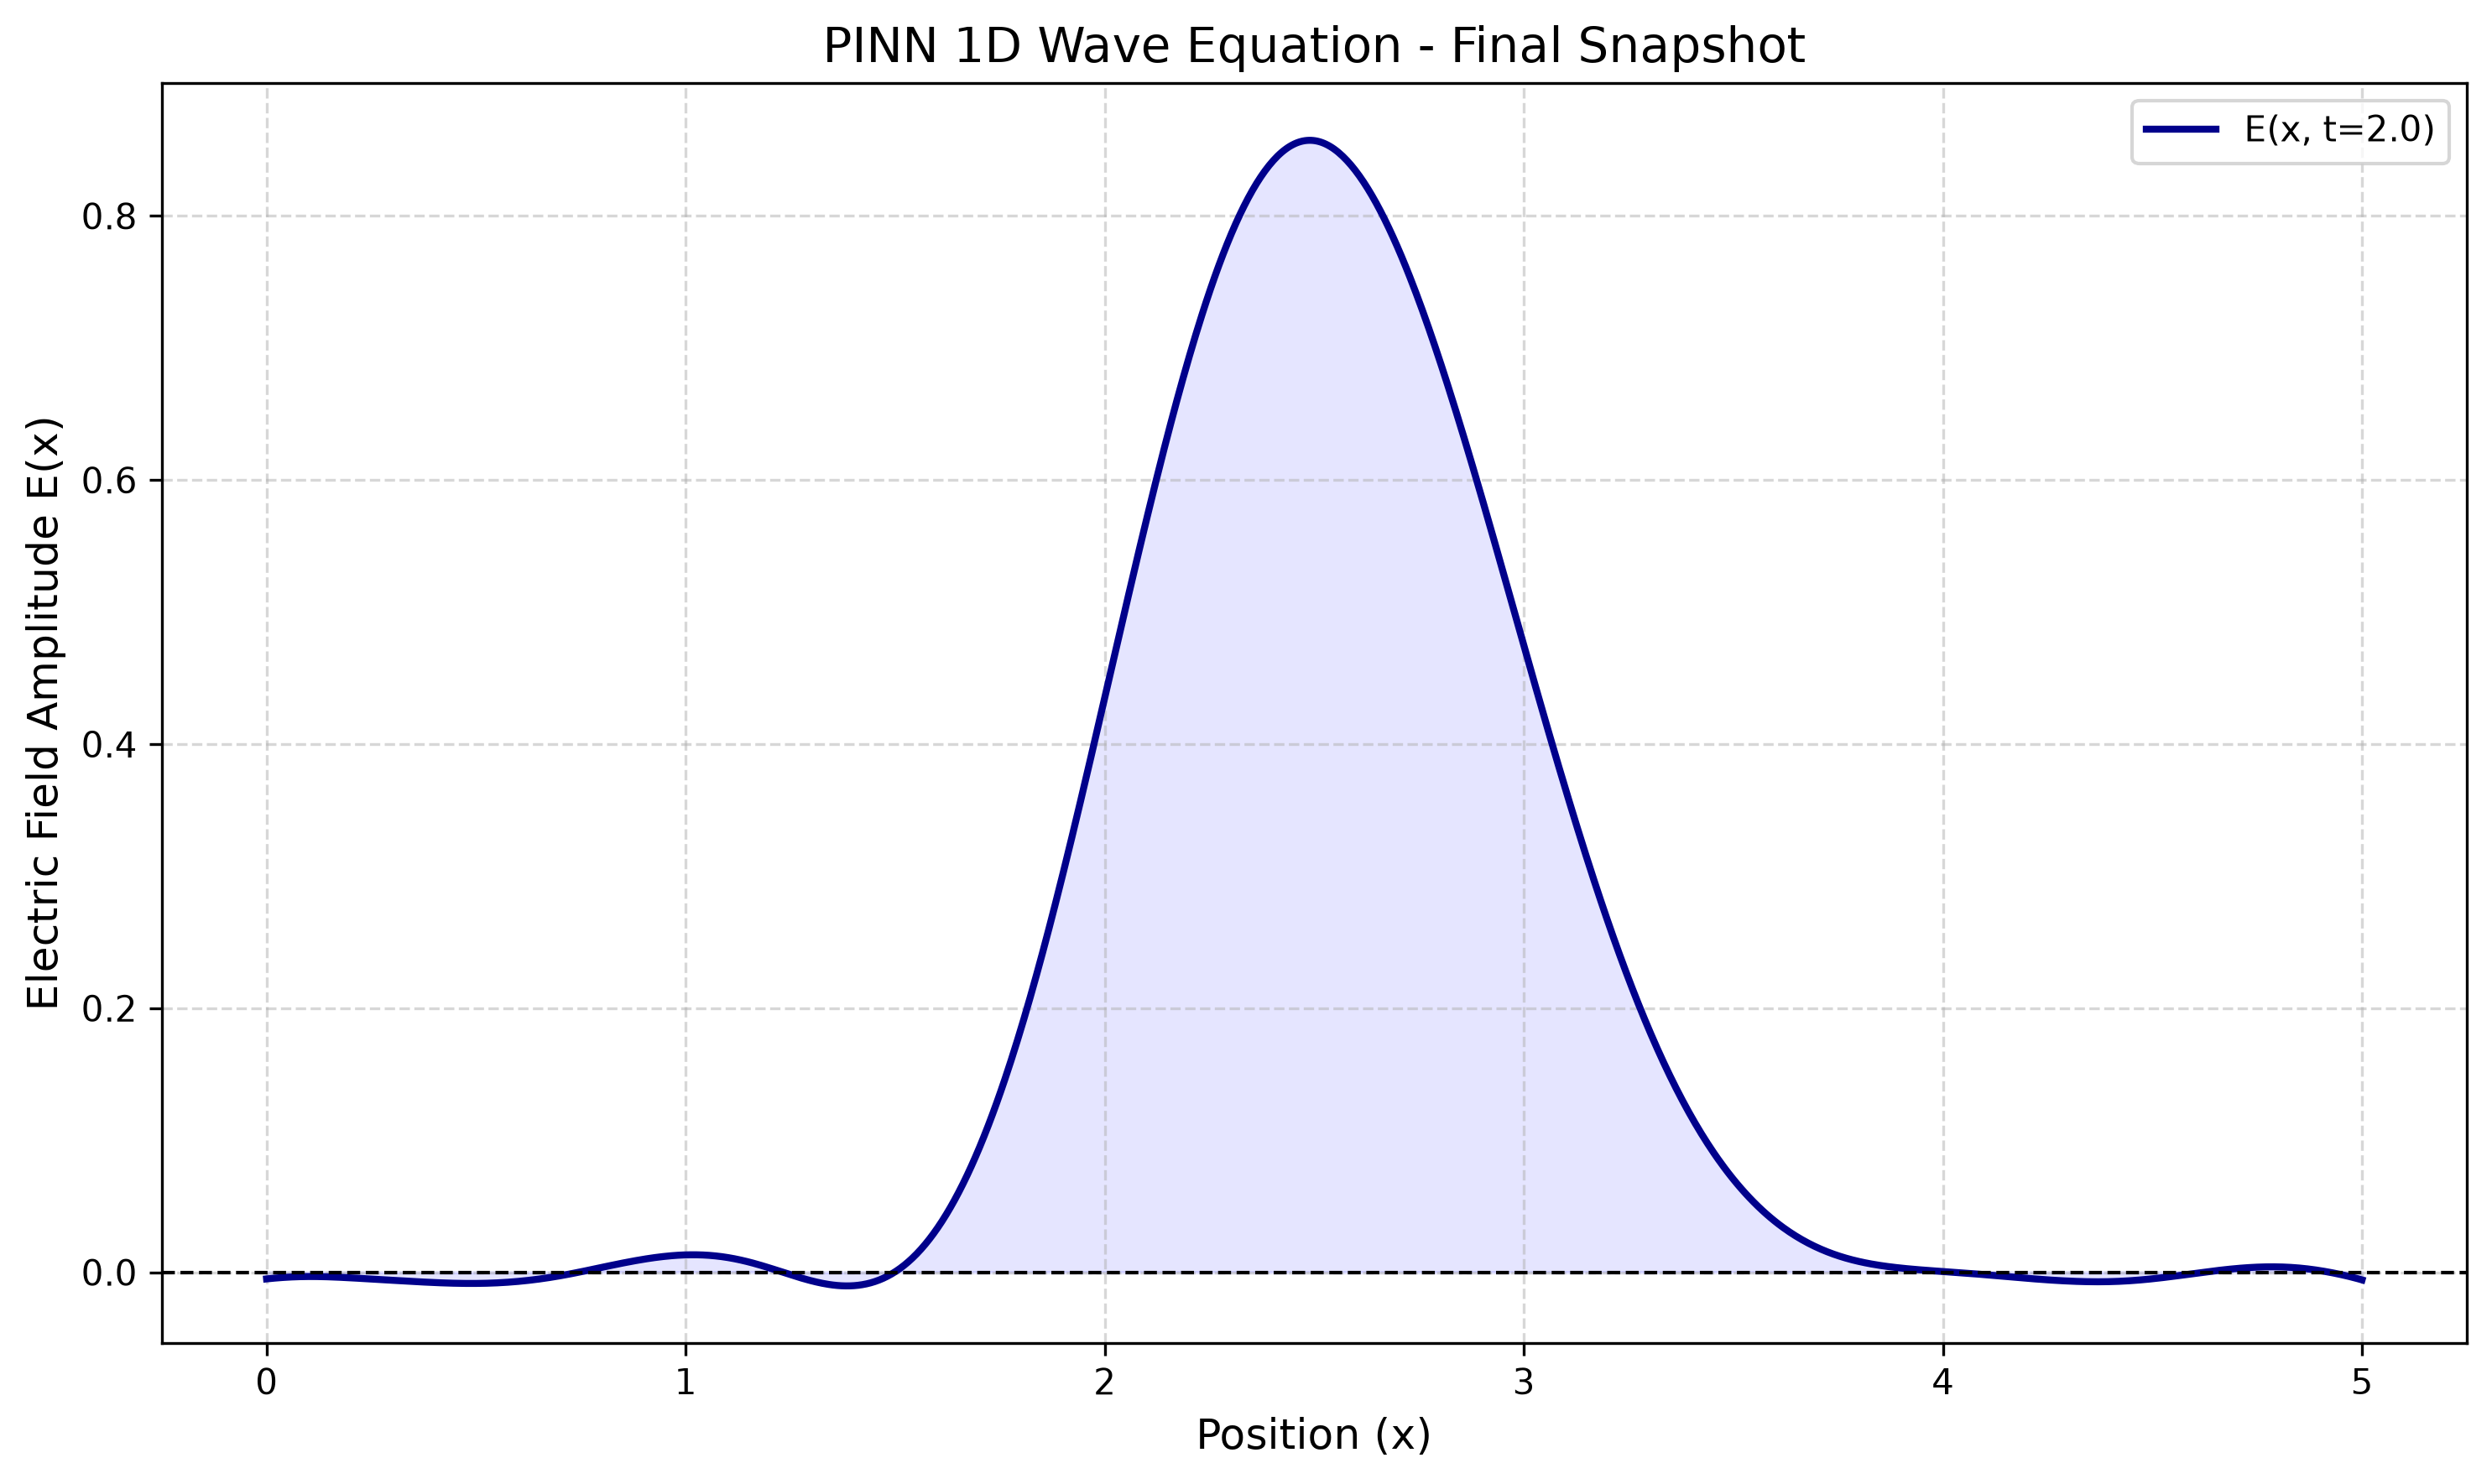 PINN 1D Wave Equation - Final Snapshot
E(x, t=2.0)
Electric Field Amplitude E(x)
0.8
0.6
0.4
0.2
0.0
0 1 2 3 4 5
Position (x)